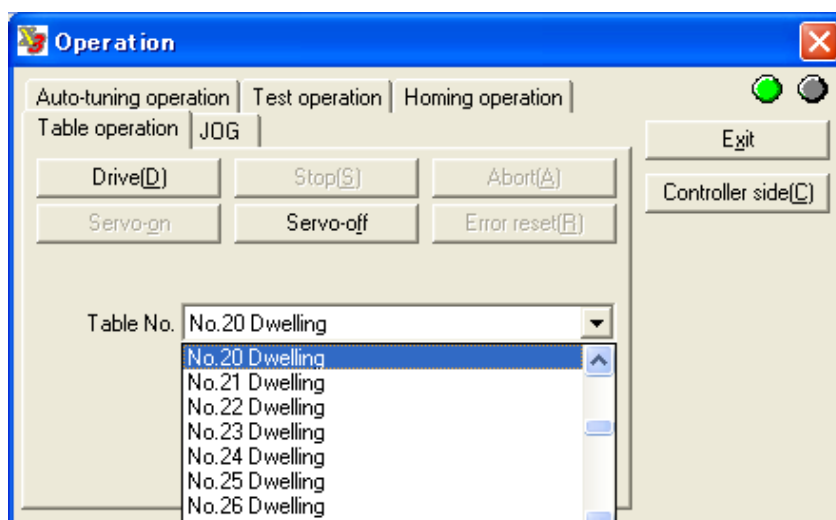 Operation
Auto-tuning operation Test operation Homing operation
Table operation JOG
Exit
Drive(D) Stop(S) Abort(A)
Controller side(C)
Servo-on Servo-off Error reset(R)
Table No. No.20 Dwelling
No.20 Dwelling
No.21 Dwelling
No.22 Dwelling
No.23 Dwelling
No.24 Dwelling
No.25 Dwelling
No.26 Dwelling